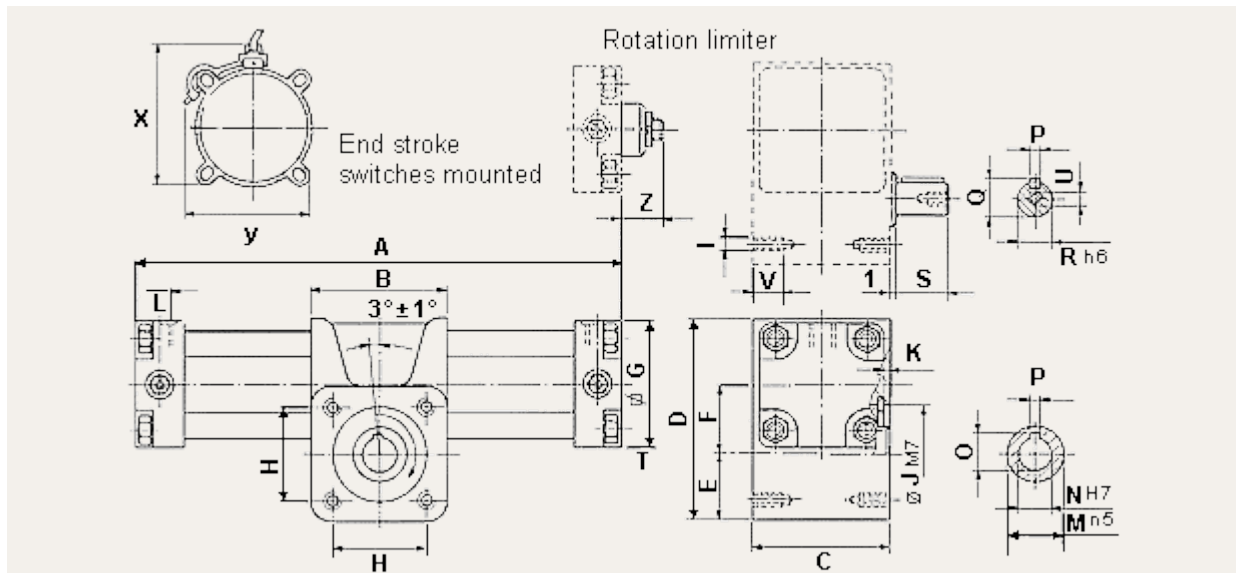 Rotation limiter
X
End stroke
switches mounted
y
Z
A
B
3°±1°
L
I
V
1
S
P
U
Q
R h6
H
H
Ø G
T
D
F
E
K
Ø J M7
C
P
O
N H7
M n5